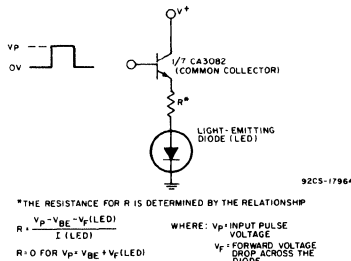 V+
VP
0V
1/7 CA3082
(COMMON COLLECTOR)
R*
LIGHT-EMITTING
DIODE (LED)
92CS-17964
*THE RESISTANCE FOR R IS DETERMINED BY THE RELATIONSHIP
R = (VP-VBE-VF(LED)) / I(LED)
WHERE: VP=INPUT PULSE
VOLTAGE
R=0 FOR VP= VBE+VF(LED)
VF=FORWARD VOLTAGE
DROP ACROSS THE
DIODE